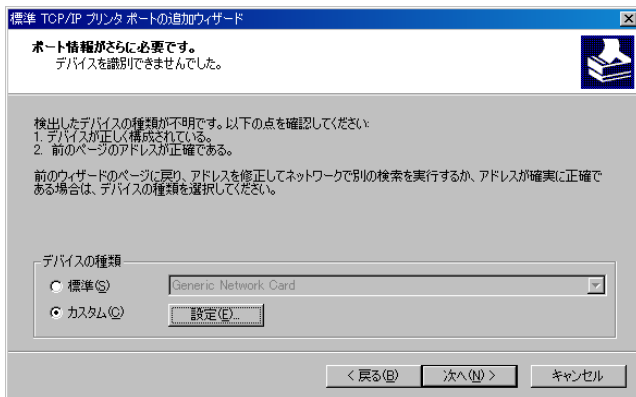 標準 TCP/IP プリンタ ポートの追加ウィザード
ポート情報がさらに必要です。
デバイスを識別できませんでした。
検出したデバイスの種類が不明です。以下の点を確認してください:
1. デバイスが正しく構成されている。
2. 前のページのアドレスが正確である。
前のウィザードのページに戻り、アドレスを修正してネットワークで別の検索を実行するか、アドレスが確実に正確で
ある場合は、デバイスの種類を選択してください。
デバイスの種類
標準(S)
Generic Network Card
カスタム(C)
設定(E)...
< 戻る(B)
次へ(N) >
キャンセル